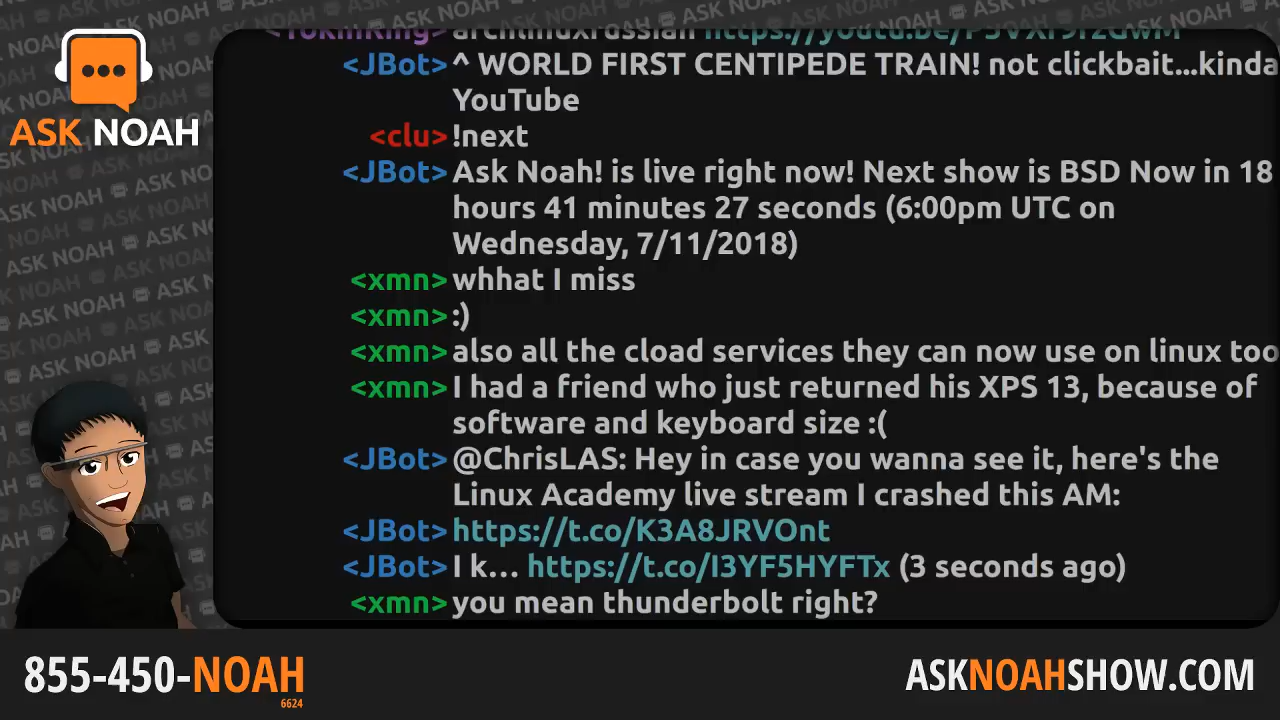 ASK NOAH
archlinuxrussian
<JBot> ^ WORLD FIRST CENTIPEDE TRAIN! not clickbait...kinda
YouTube
<clu> !next
<JBot> Ask Noah! is live right now! Next show is BSD Now in 18
hours 41 minutes 27 seconds (6:00pm UTC on
Wednesday, 7/11/2018)
<xmn> whhat I miss
<xmn> :)
<xmn> also all the cload services they can now use on linux too
<xmn> I had a friend who just returned his XPS 13, because of
software and keyboard size :(
<JBot> @ChrisLAS: Hey in case you wanna see it, here's the
Linux Academy live stream I crashed this AM:
<JBot> https://t.co/K3A8JRVOnt
<JBot> I k... https://t.co/I3YF5HYFTx (3 seconds ago)
<xmn> you mean thunderbolt right?
855-450-NOAH
6624
ASKNOAHSHOW.COM